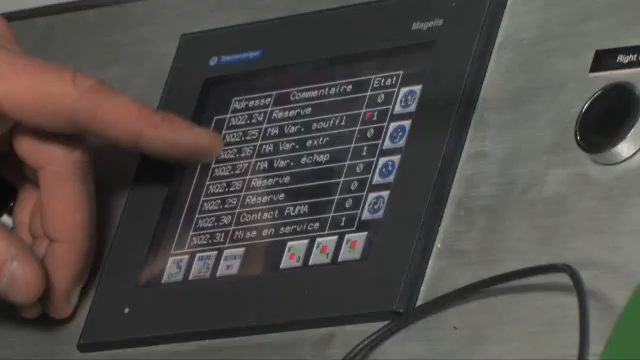 Magelis
Telemecanique
Right
Adresse Commentaire Etat
%Q2.24 Réserve 0
%Q2.25 MA Var. souffl 1
%Q2.26 MA Var. extr 0
%Q2.27 MA Var. échap 1
%Q2.28 Réserve 0
%Q2.29 Réserve 0
%Q2.30 Contact PUMA 0
%Q2.31 Mise en service 1